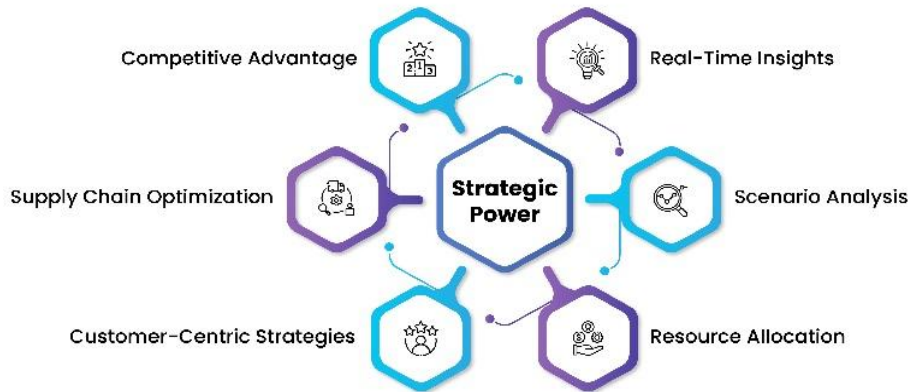 Competitive Advantage
Real-Time Insights
Supply Chain Optimization
Strategic
Power
Scenario Analysis
Customer-Centric Strategies
Resource Allocation